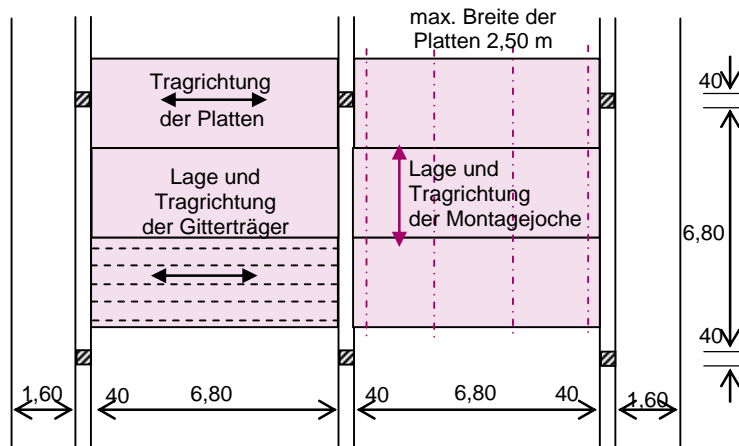 max. Breite der
Platten 2,50 m
Tragrichtung
der Platten
40
Lage und
Tragrichtung
der Gitterträger
Lage und
Tragrichtung
der Montagejoche
6,80
40
1,60
40
6,80
40
6,80
40
1,60